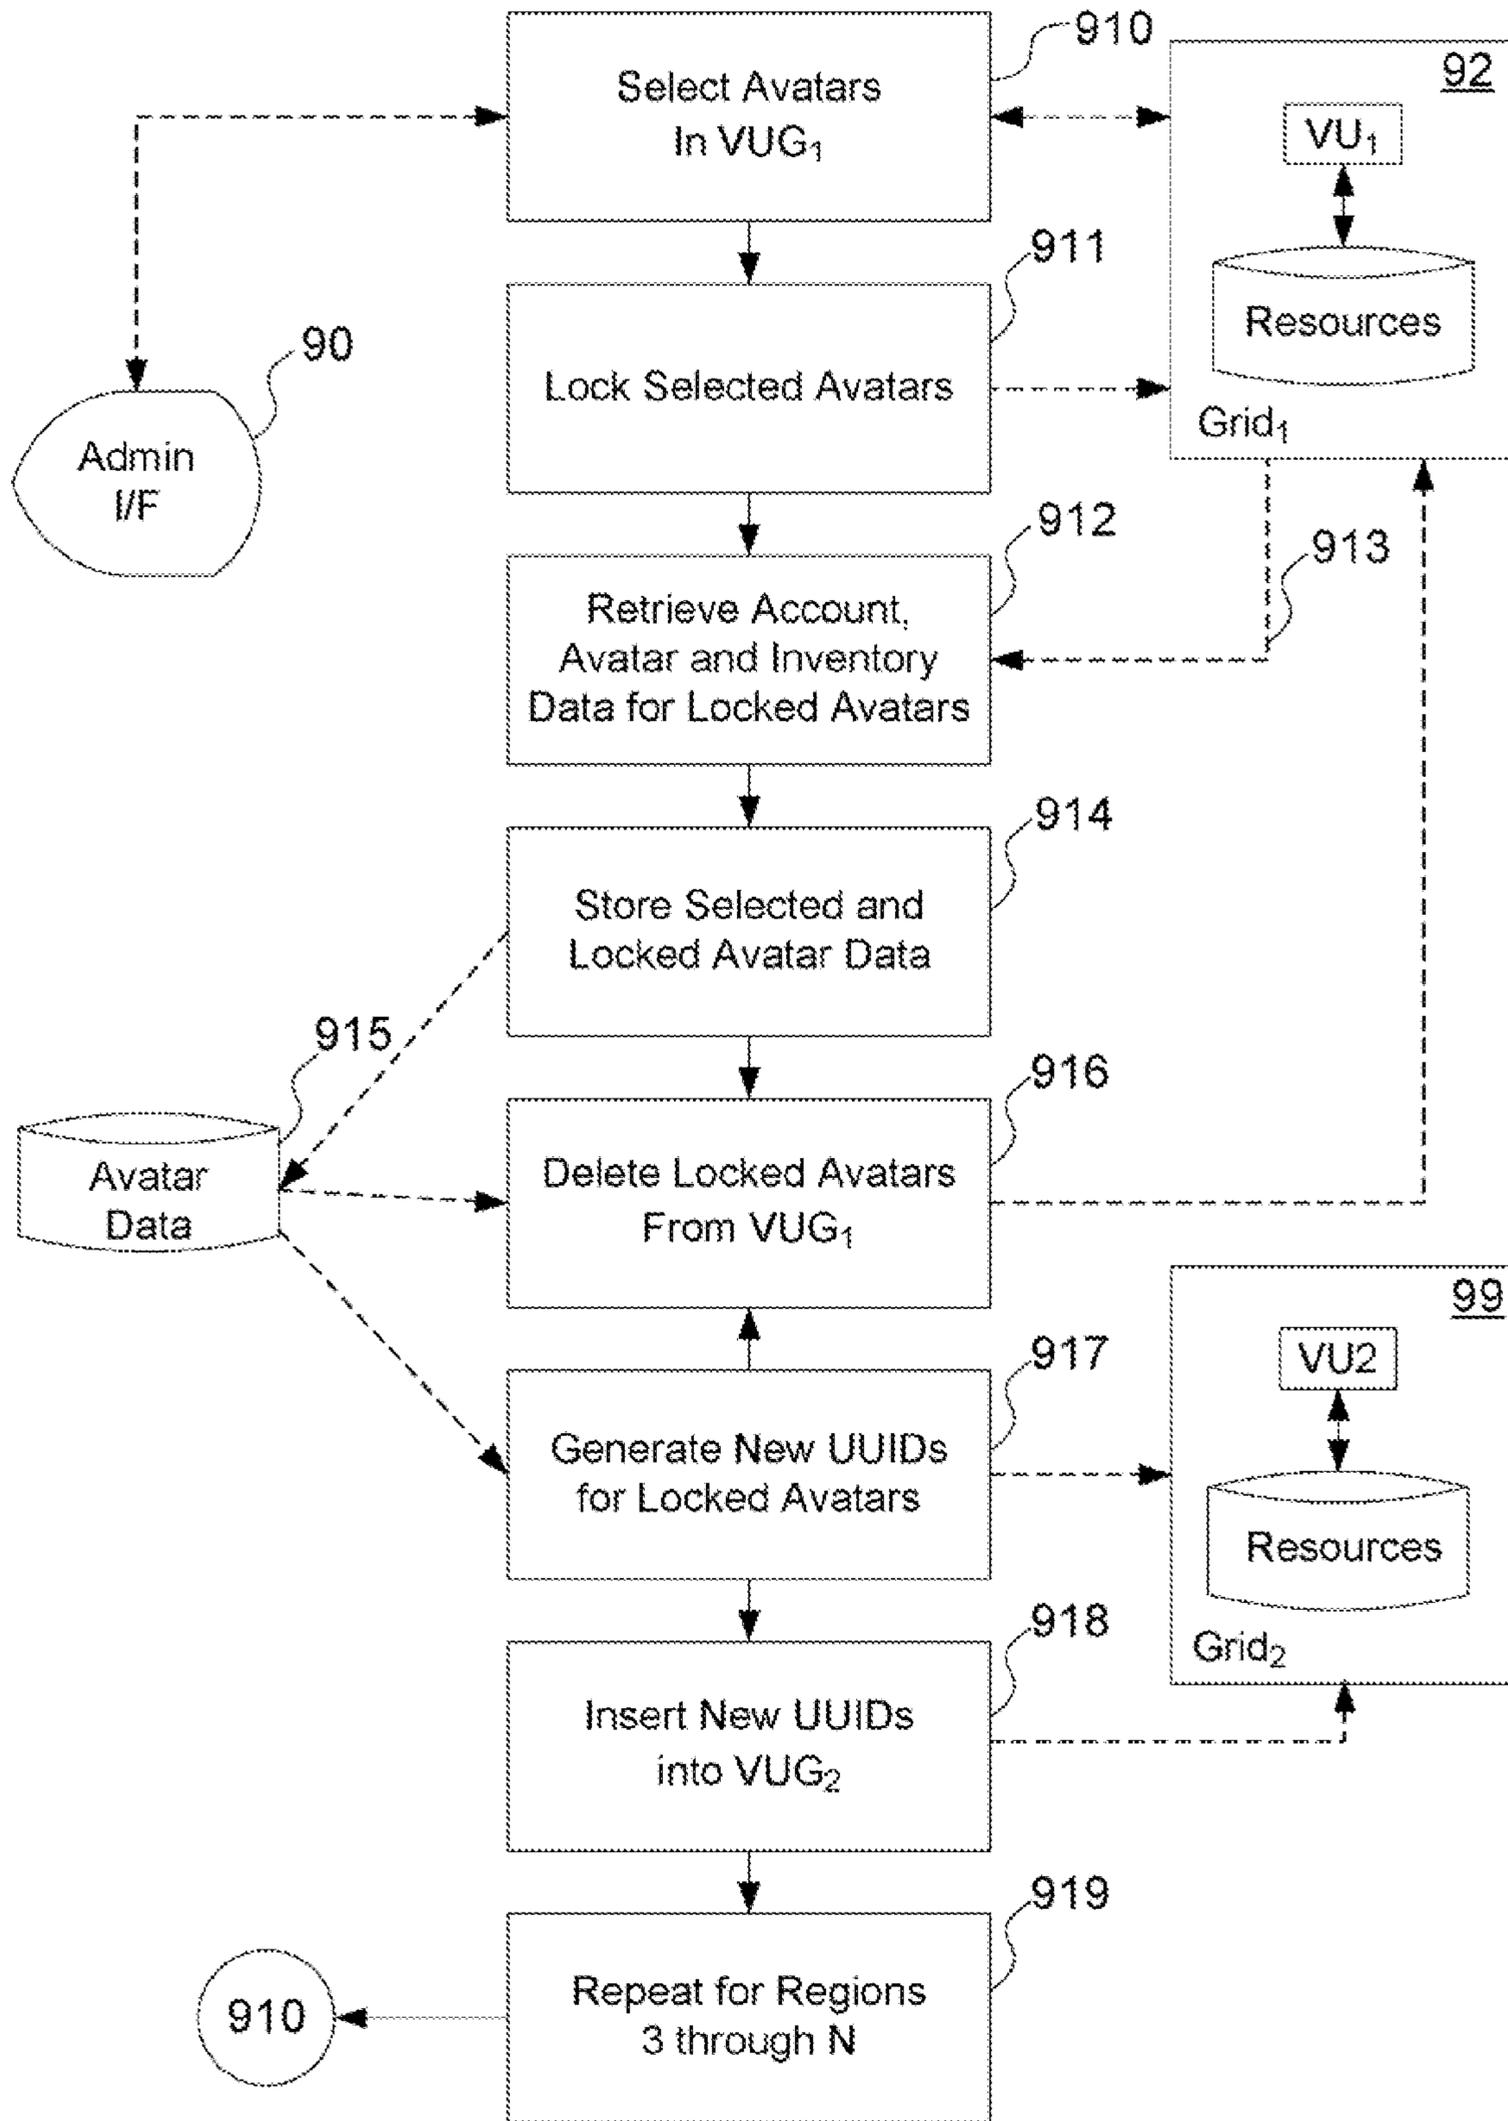 910
Select Avatars
In VUG₁
92
VU₁
Resources
Grid₁
911
Lock Selected Avatars
90
Admin
I/F
912
Retrieve Account,
Avatar and Inventory
Data for Locked Avatars
913
914
Store Selected and
Locked Avatar Data
915
Avatar
Data
916
Delete Locked Avatars
From VUG₁
917
Generate New UUIDs
for Locked Avatars
99
VU2
Resources
Grid₂
918
Insert New UUIDs
into VUG₂
919
Repeat for Regions
3 through N
910